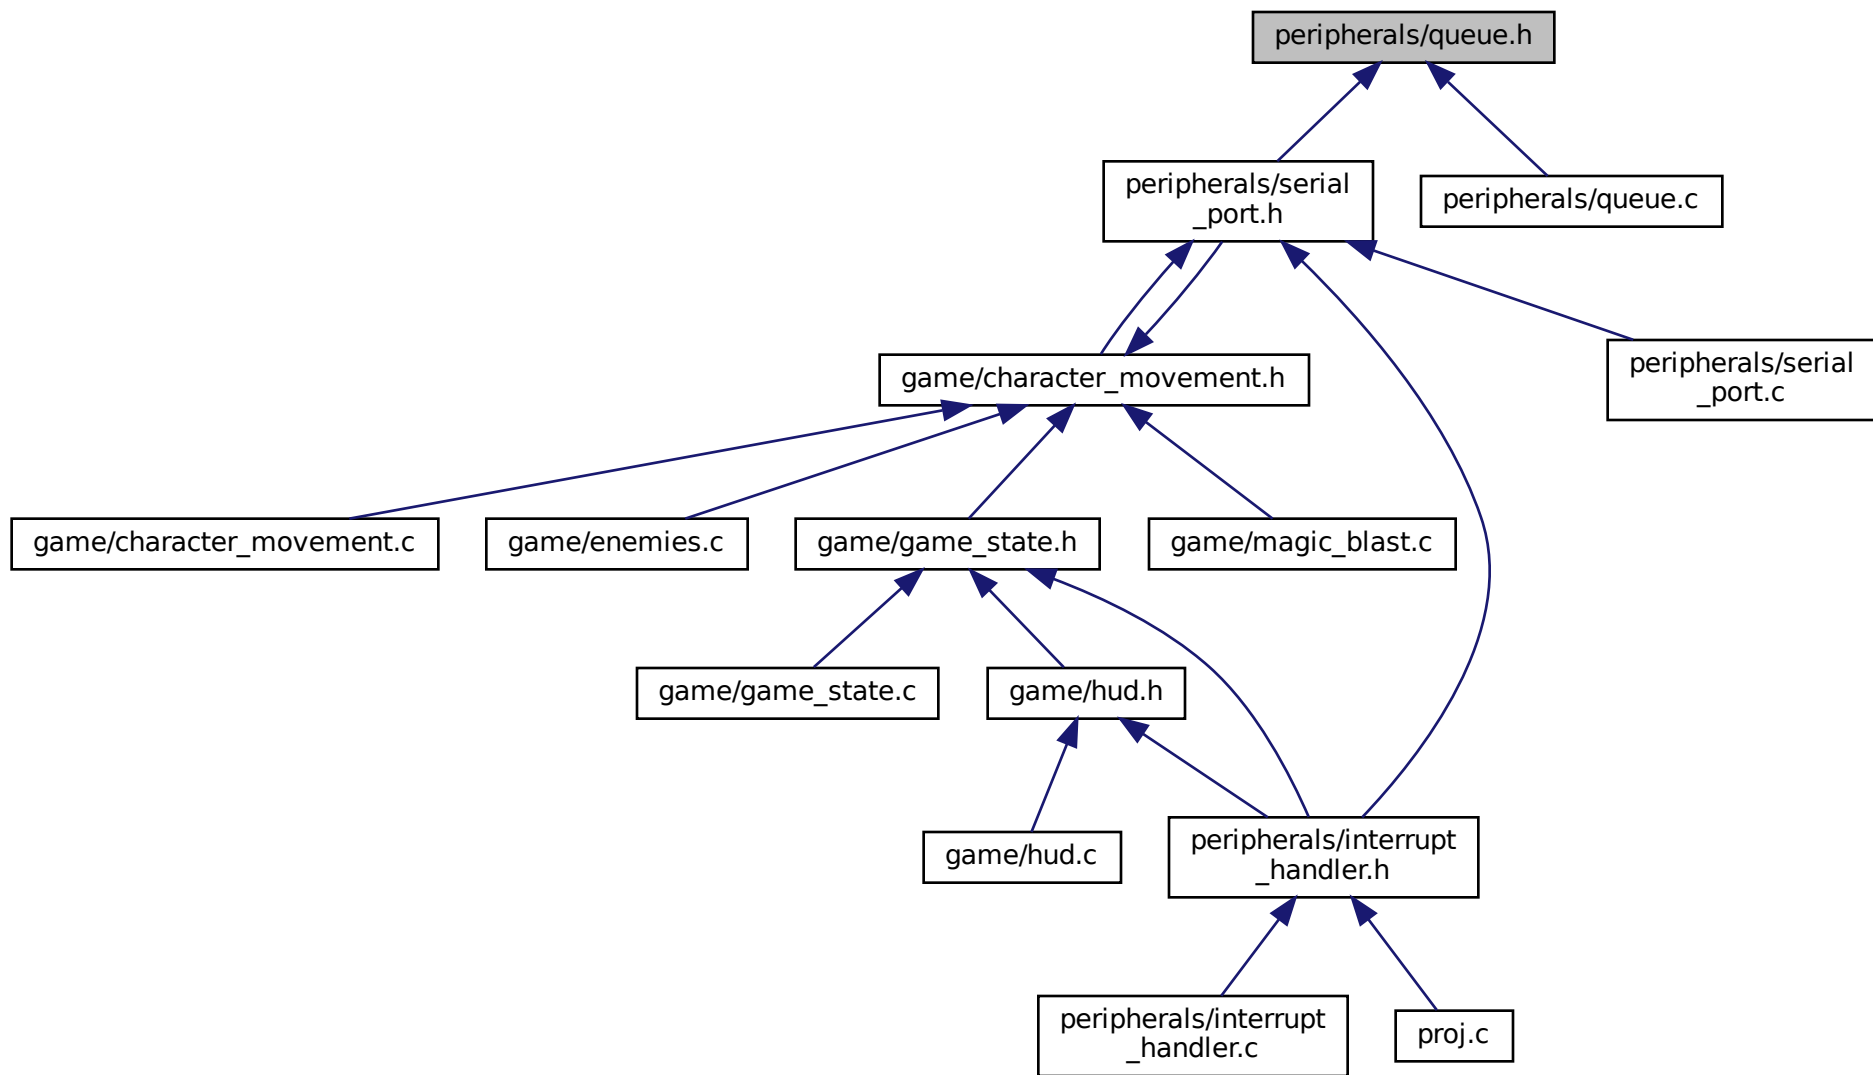 peripherals/queue.h
peripherals/serial
_port.h
peripherals/queue.c
game/character_movement.h
peripherals/serial
_port.c
game/character_movement.c
game/enemies.c
game/game_state.h
game/magic_blast.c
game/game_state.c
game/hud.h
game/hud.c
peripherals/interrupt
_handler.h
peripherals/interrupt
_handler.c
proj.c